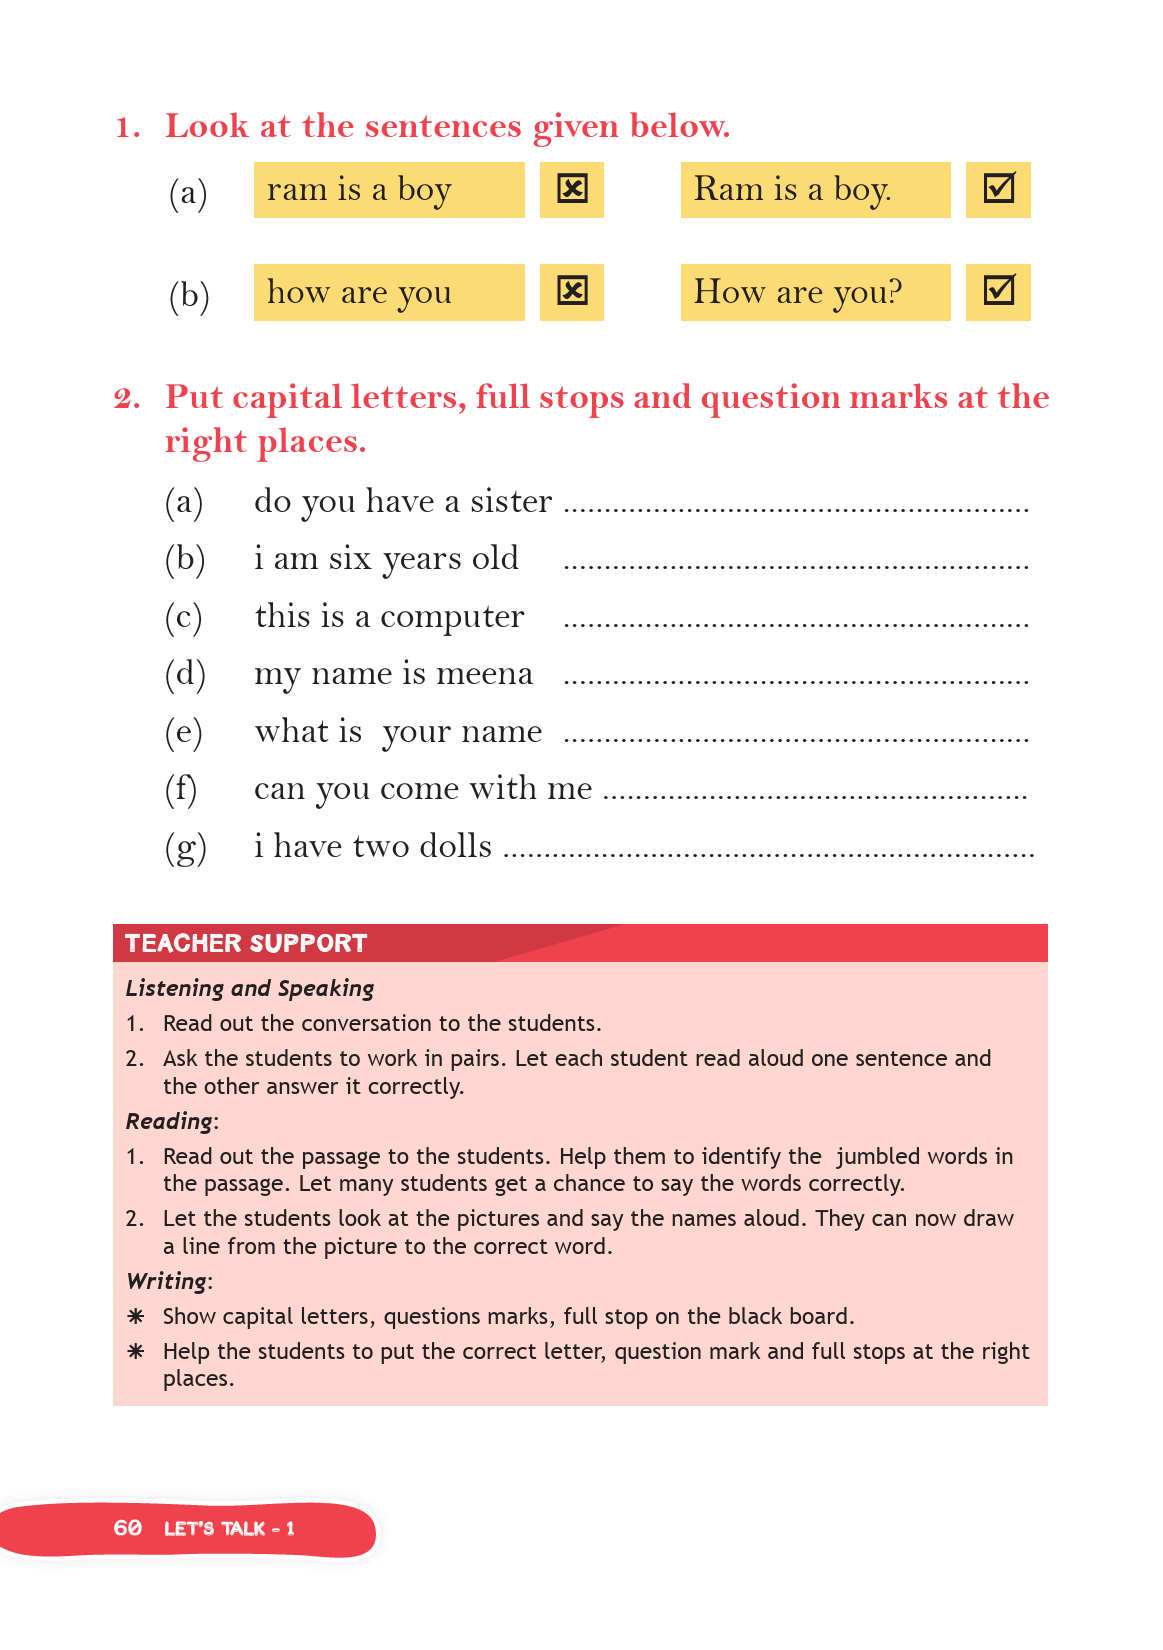 1. Look at the sentences given below.
(a) ram is a boy ☒ Ram is a boy. ☑
(b) how are you ☒ How are you? ☑
2. Put capital letters, full stops and question marks at the
right places.
(a) do you have a sister .........................................................
(b) i am six years old .........................................................
(c) this is a computer .........................................................
(d) my name is meena .........................................................
(e) what is your name .........................................................
(f) can you come with me ....................................................
(g) i have two dolls .................................................................
TEACHER SUPPORT
Listening and Speaking
1. Read out the conversation to the students.
2. Ask the students to work in pairs. Let each student read aloud one sentence and
the other answer it correctly.
Reading:
1. Read out the passage to the students. Help them to identify the jumbled words in
the passage. Let many students get a chance to say the words correctly.
2. Let the students look at the pictures and say the names aloud. They can now draw
a line from the picture to the correct word.
Writing:
✳ Show capital letters, questions marks, full stop on the black board.
✳ Help the students to put the correct letter, question mark and full stops at the right
places.
60 LET'S TALK - 1